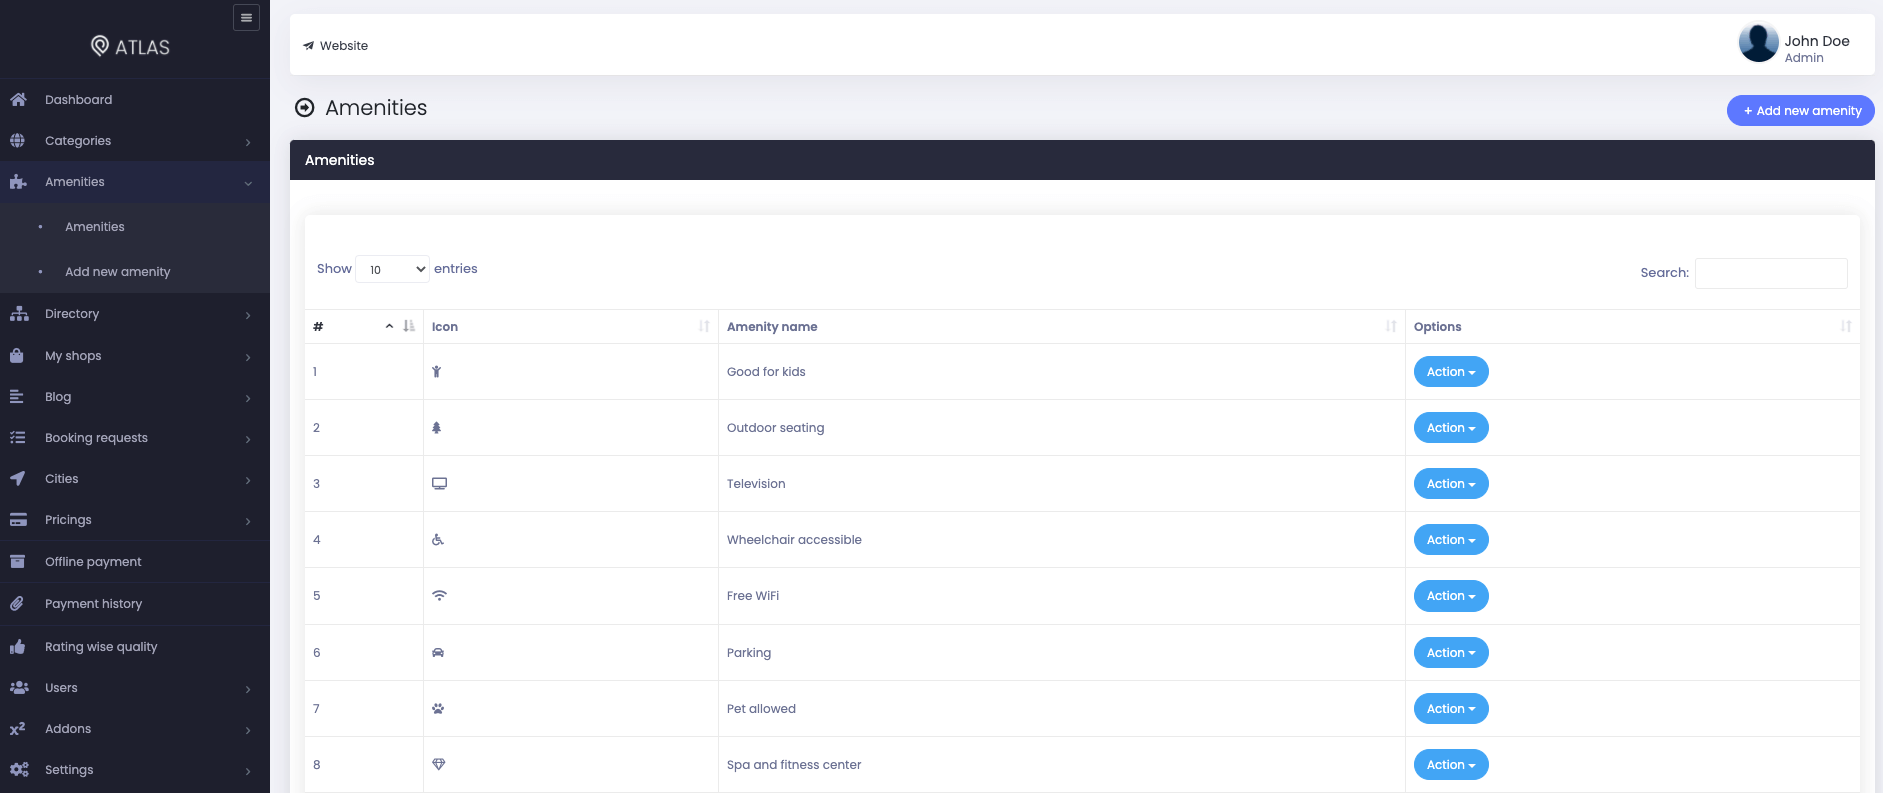 ATLAS
Dashboard
Categories
Amenities
Amenities
Add new amenity
Directory
My shops
Blog
Booking requests
Cities
Pricings
Offline payment
Payment history
Rating wise quality
Users
Addons
Settings
Website
John Doe
Admin
Amenities
+ Add new amenity
Amenities
Show 10 entries
Search:
# Icon Amenity name Options
1 Good for kids Action
2 Outdoor seating Action
3 Television Action
4 Wheelchair accessible Action
5 Free WiFi Action
6 Parking Action
7 Pet allowed Action
8 Spa and fitness center Action